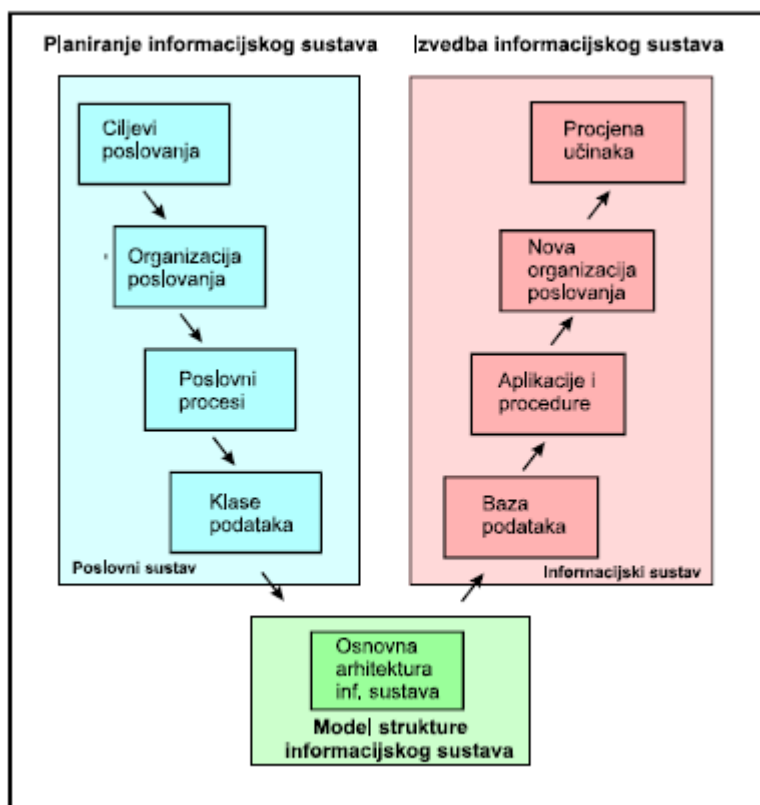 Planiranje informacijskog sustava
Ciljevi
poslovanja
Organizacija
poslovanja
Poslovni
procesi
Klase
podataka
Poslovni sustav
Izvedba informacijskog sustava
Procjena
učinaka
Nova
organizacija
poslovanja
Aplikacije i
procedure
Baza
podataka
Informacijski sustav
Osnovna
arhitektura
inf. sustava
Model strukture
informacijskog sustava